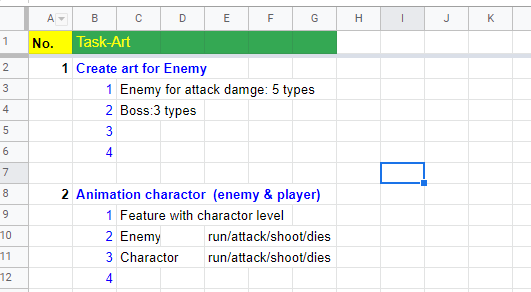 A B C D E F G H I J K
1 No. Task-Art
2 1 Create art for Enemy
3 1 Enemy for attack damge: 5 types
4 2 Boss:3 types
5 3
6 4
7
8 2 Animation charactor (enemy & player)
9 1 Feature with charactor level
10 2 Enemy run/attack/shoot/dies
11 3 Charactor run/attack/shoot/dies
12 4